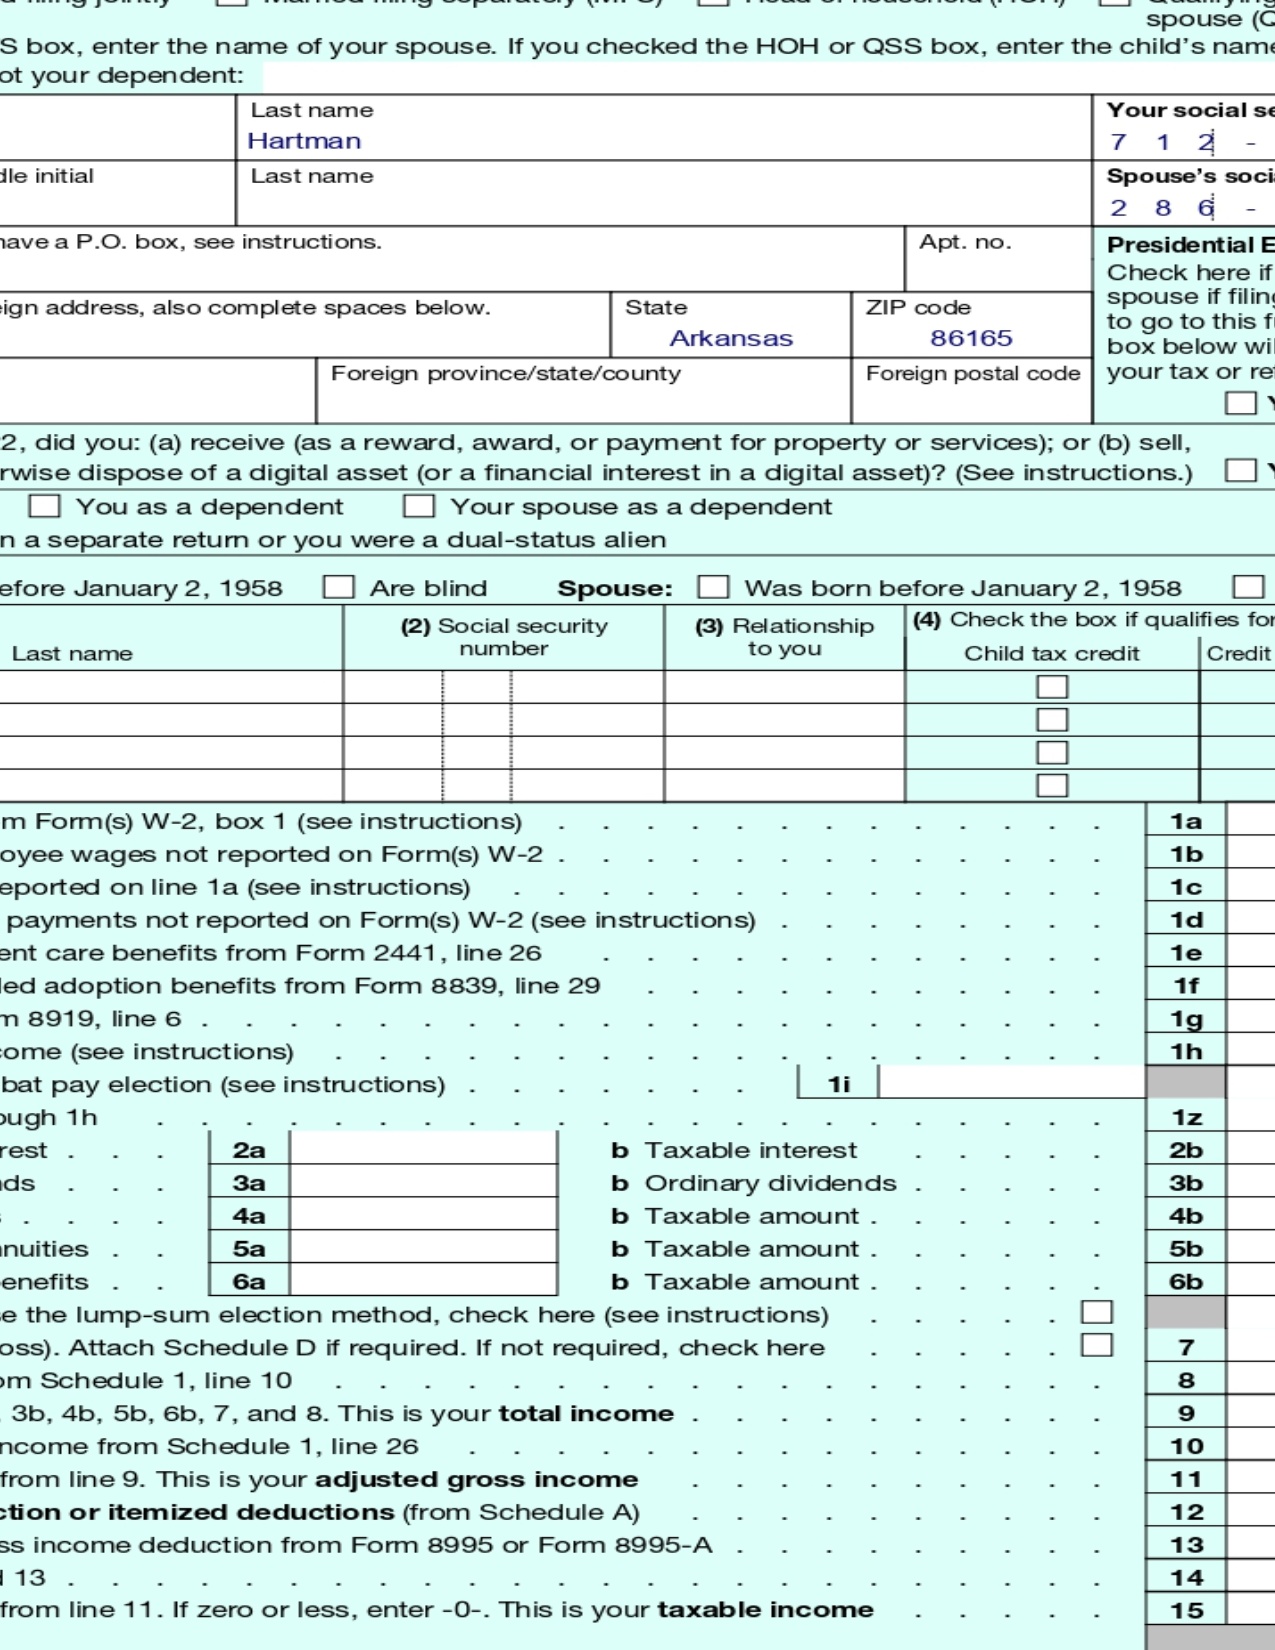 Married filing separately (MFS) Head of household (HOH)
spouse
S box, enter the name of your spouse. If you checked the HOH or QSS box, enter the child's name
ot your dependent:
Last name Your social
Hartman 7 1 2 -
dle initial Last name Spouse's
2 8 6 -
have a P.O. box, see instructions. Apt. no. Presidential
Check here if
eign address, also complete spaces below. State ZIP code spouse if
to go to this
Arkansas 86165 box below
Foreign province/state/county Foreign postal code your tax or
2, did you: (a) receive (as a reward, award, or payment for property or services); or (b) sell,
rwise dispose of a digital asset (or a financial interest in a digital asset)? (See instructions.)
You as a dependent Your spouse as a dependent
n a separate return or you were a dual-status alien
efore January 2, 1958 Are blind Spouse: Was born before January 2, 1958
Last name (2) Social security number (3) Relationship to you (4) Check the box if qualifies for
Child tax credit Credit
m Form(s) W-2, box 1 (see instructions) . . . . . . . . . . . . . 1a
oyee wages not reported on Form(s) W-2 . . . . . . . . . . . . . 1b
eported on line 1a (see instructions) . . . . . . . . . . . . . . 1c
payments not reported on Form(s) W-2 (see instructions) . . . . . . . . 1d
ent care benefits from Form 2441, line 26 . . . . . . . . . . . . 1e
led adoption benefits from Form 8839, line 29 . . . . . . . . . . . 1f
m 8919, line 6 . . . . . . . . . . . . . . . . . . . . . 1g
come (see instructions) . . . . . . . . . . . . . . . . . . 1h
bat pay election (see instructions) . . . . . . . 1i
ough 1h . . . . . . . . . . . . . . . . . . . . . . 1z
rest . . . 2a b Taxable interest . . . . . 2b
ds . . . 3a b Ordinary dividends . . . . . 3b
. . . . 4a b Taxable amount . . . . . . 4b
nnuities . . 5a b Taxable amount . . . . . . 5b
enefits . . 6a b Taxable amount . . . . . . 6b
e the lump-sum election method, check here (see instructions) . . . . .
oss). Attach Schedule D if required. If not required, check here . . . . . 7
om Schedule 1, line 10 . . . . . . . . . . . . . . . . . . 8
, 3b, 4b, 5b, 6b, 7, and 8. This is your total income . . . . . . . . . . 9
ncome from Schedule 1, line 26 . . . . . . . . . . . . . . . 10
from line 9. This is your adjusted gross income . . . . . . . . . . 11
ction or itemized deductions (from Schedule A) . . . . . . . . . . 12
ss income deduction from Form 8995 or Form 8995-A . . . . . . . . . 13
d 13 . . . . . . . . . . . . . . . . . . . . . . . . 14
from line 11. If zero or less, enter -0-. This is your taxable income . . . . . 15